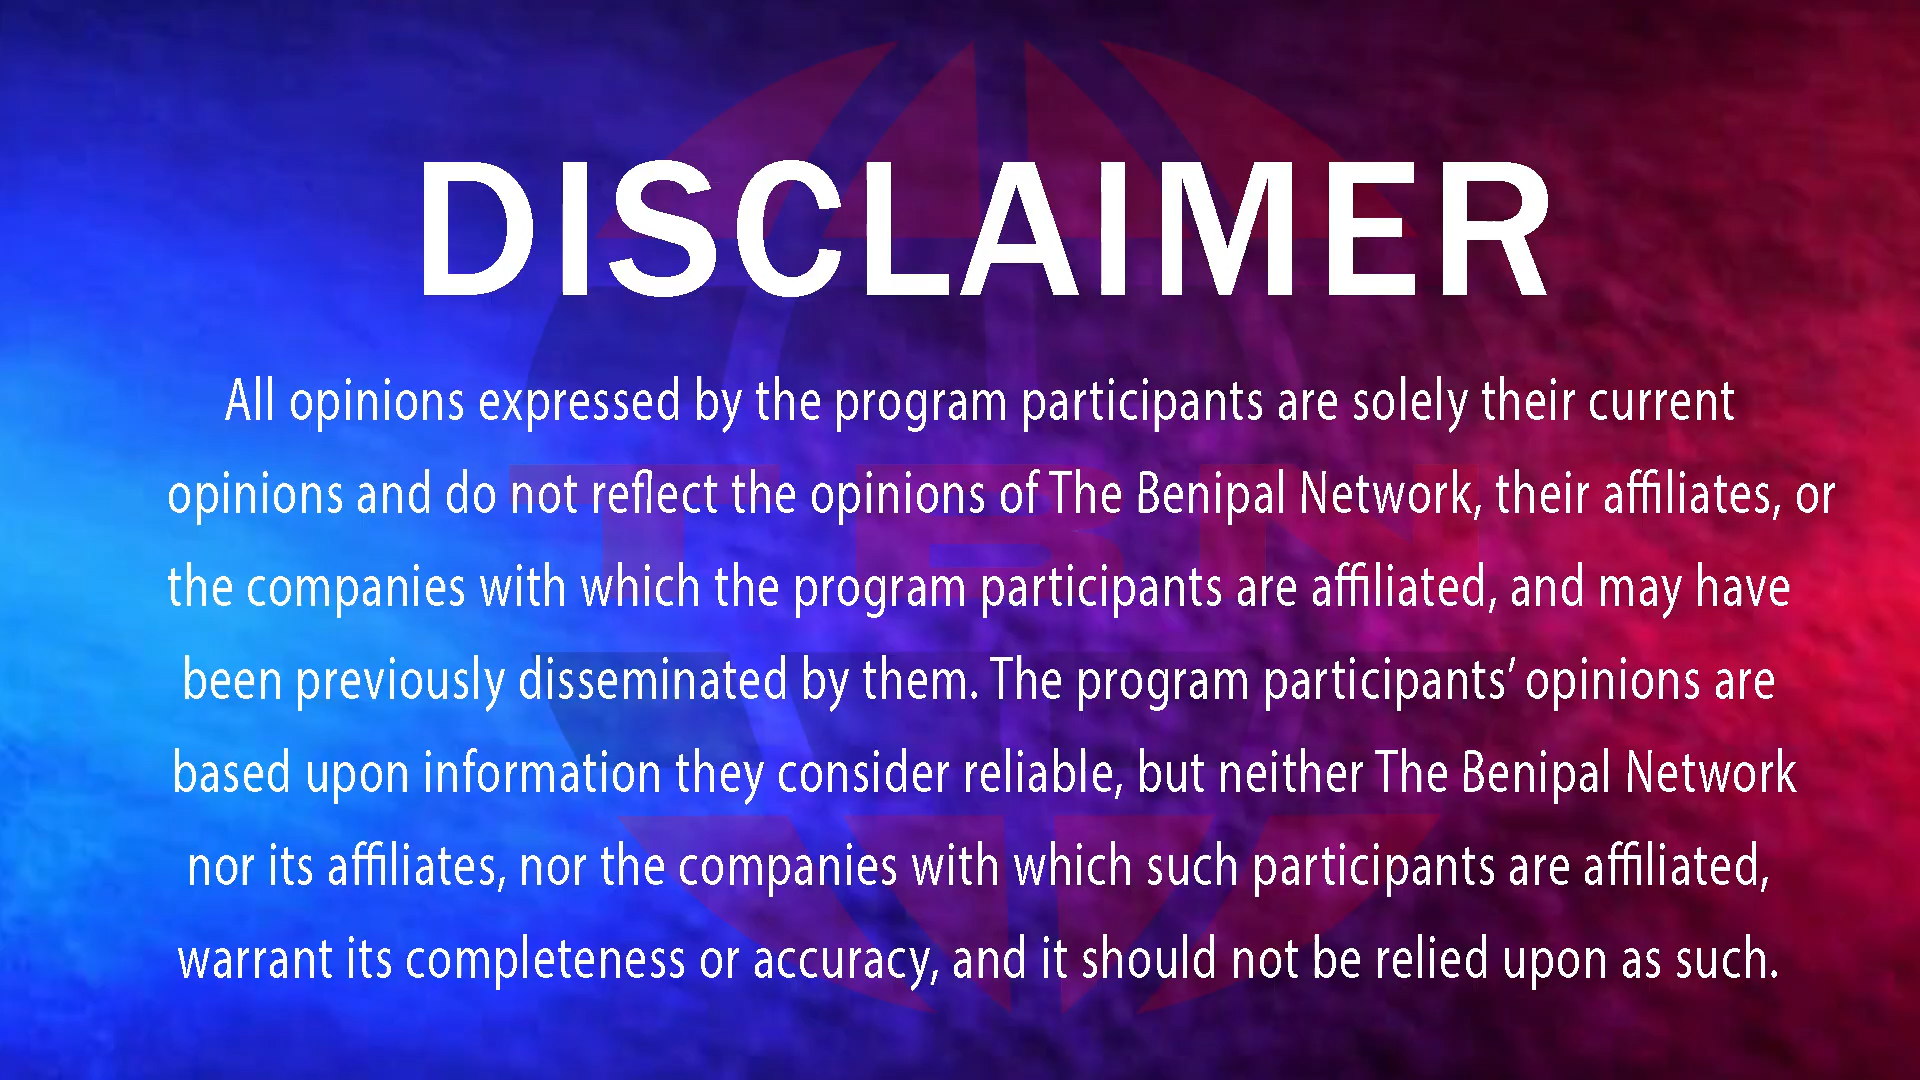 DISCLAIMER
All opinions expressed by the program participants are solely their current
opinions and do not reflect the opinions of The Benipal Network, their affiliates, or
the companies with which the program participants are affiliated, and may have
been previously disseminated by them. The program participants’ opinions are
based upon information they consider reliable, but neither The Benipal Network
nor its affiliates, nor the companies with which such participants are affiliated,
warrant its completeness or accuracy, and it should not be relied upon as such.
TBN